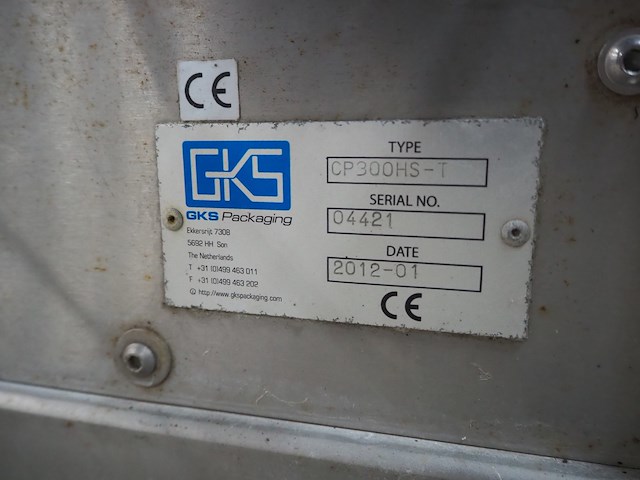 CE
GKS
GKS Packaging
Ekkersrijt 7308
5692 HH Son
The Netherlands
T +31 (0)499 463 011
F +31 (0)499 463 202
http://www.gkspackaging.com
TYPE
CP300HS-T
SERIAL NO.
04421
DATE
2012-01
CE